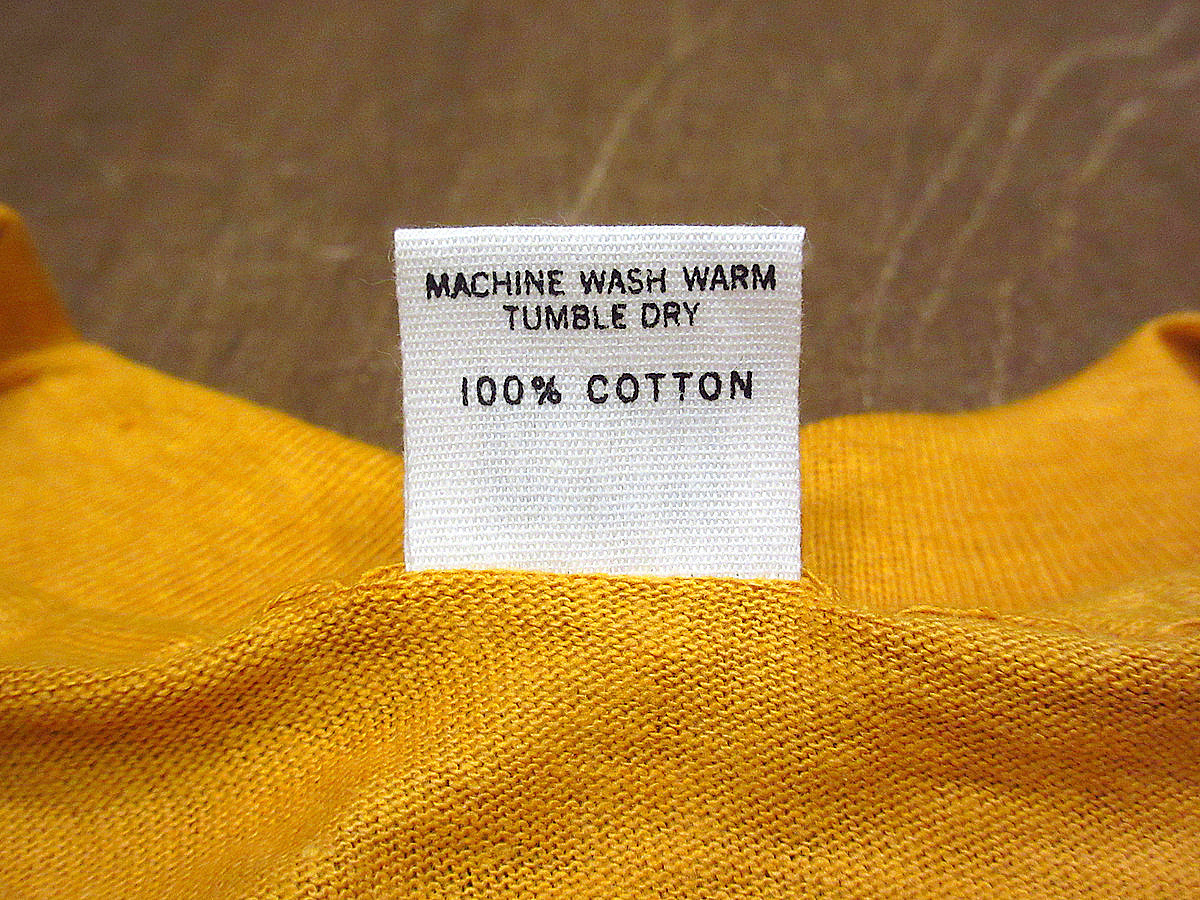 MACHINE WASH WARM
TUMBLE DRY
100% COTTON